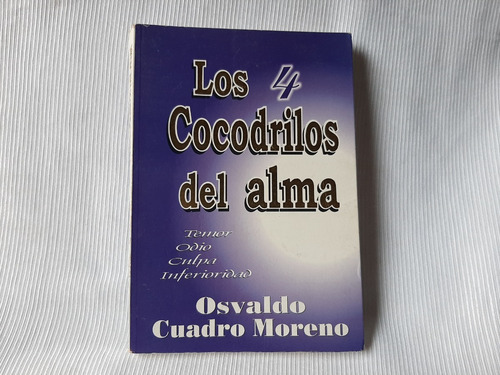 Los 4
Cocodrilos
del alma
Temor
Odio
Culpa
Inferioridad
Osvaldo
Cuadro Moreno